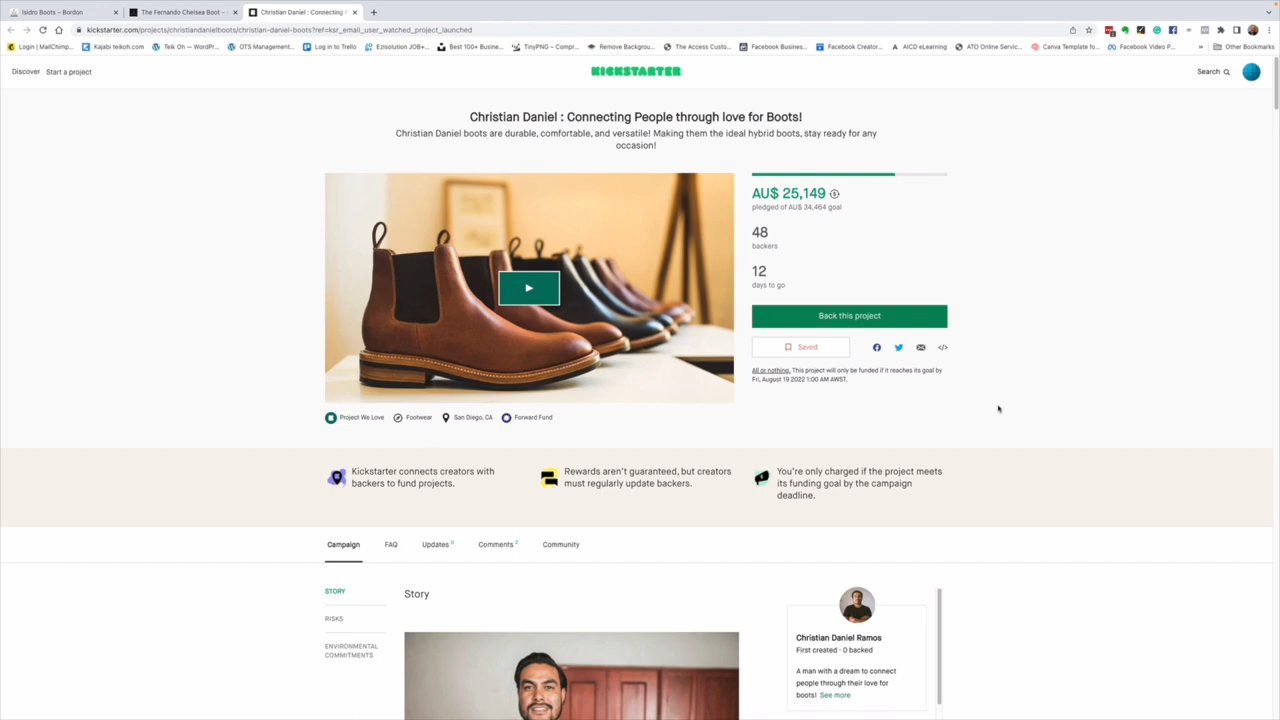 Isidro Boots – Bordon
The Fernando Chelsea Boot –
Christian Daniel : Connecting
kickstarter.com/projects/christiandanielboots/christian-daniel-boots?ref=ksr_email_user_watched_project_launched
Login | MailChimp...
Kajabi teikoh.com
Teik Oh — WordPr...
OTS Management...
Log in to Trello
Ezisolution JOB+...
Best 100+ Busine...
TinyPNG – Compr...
Remove Backgrou...
The Access Custo...
Facebook Busines...
Facebook Creator...
AICD eLearning
ATO Online Servic...
Canva Template fo...
Facebook Video P...
»
Other Bookmarks
Discover Start a project
KICKSTARTER
Search
Christian Daniel : Connecting People through love for Boots!
Christian Daniel boots are durable, comfortable, and versatile! Making them the ideal hybrid boots, stay ready for any
occasion!
AU$ 25,149
pledged of AU$ 34,464 goal
48
backers
12
days to go
Back this project
Saved
All or nothing. This project will only be funded if it reaches its goal by
Fri, August 19 2022 1:00 AM AWST.
Project We Love Footwear San Diego, CA Forward Fund
Kickstarter connects creators with
backers to fund projects.
Rewards aren't guaranteed, but creators
must regularly update backers.
You're only charged if the project meets
its funding goal by the campaign
deadline.
Campaign FAQ Updates Comments Community
STORY
RISKS
ENVIRONMENTAL
COMMITMENTS
Story
Christian Daniel Ramos
First created · 0 backed
A man with a dream to connect
people through their love for
boots! See more